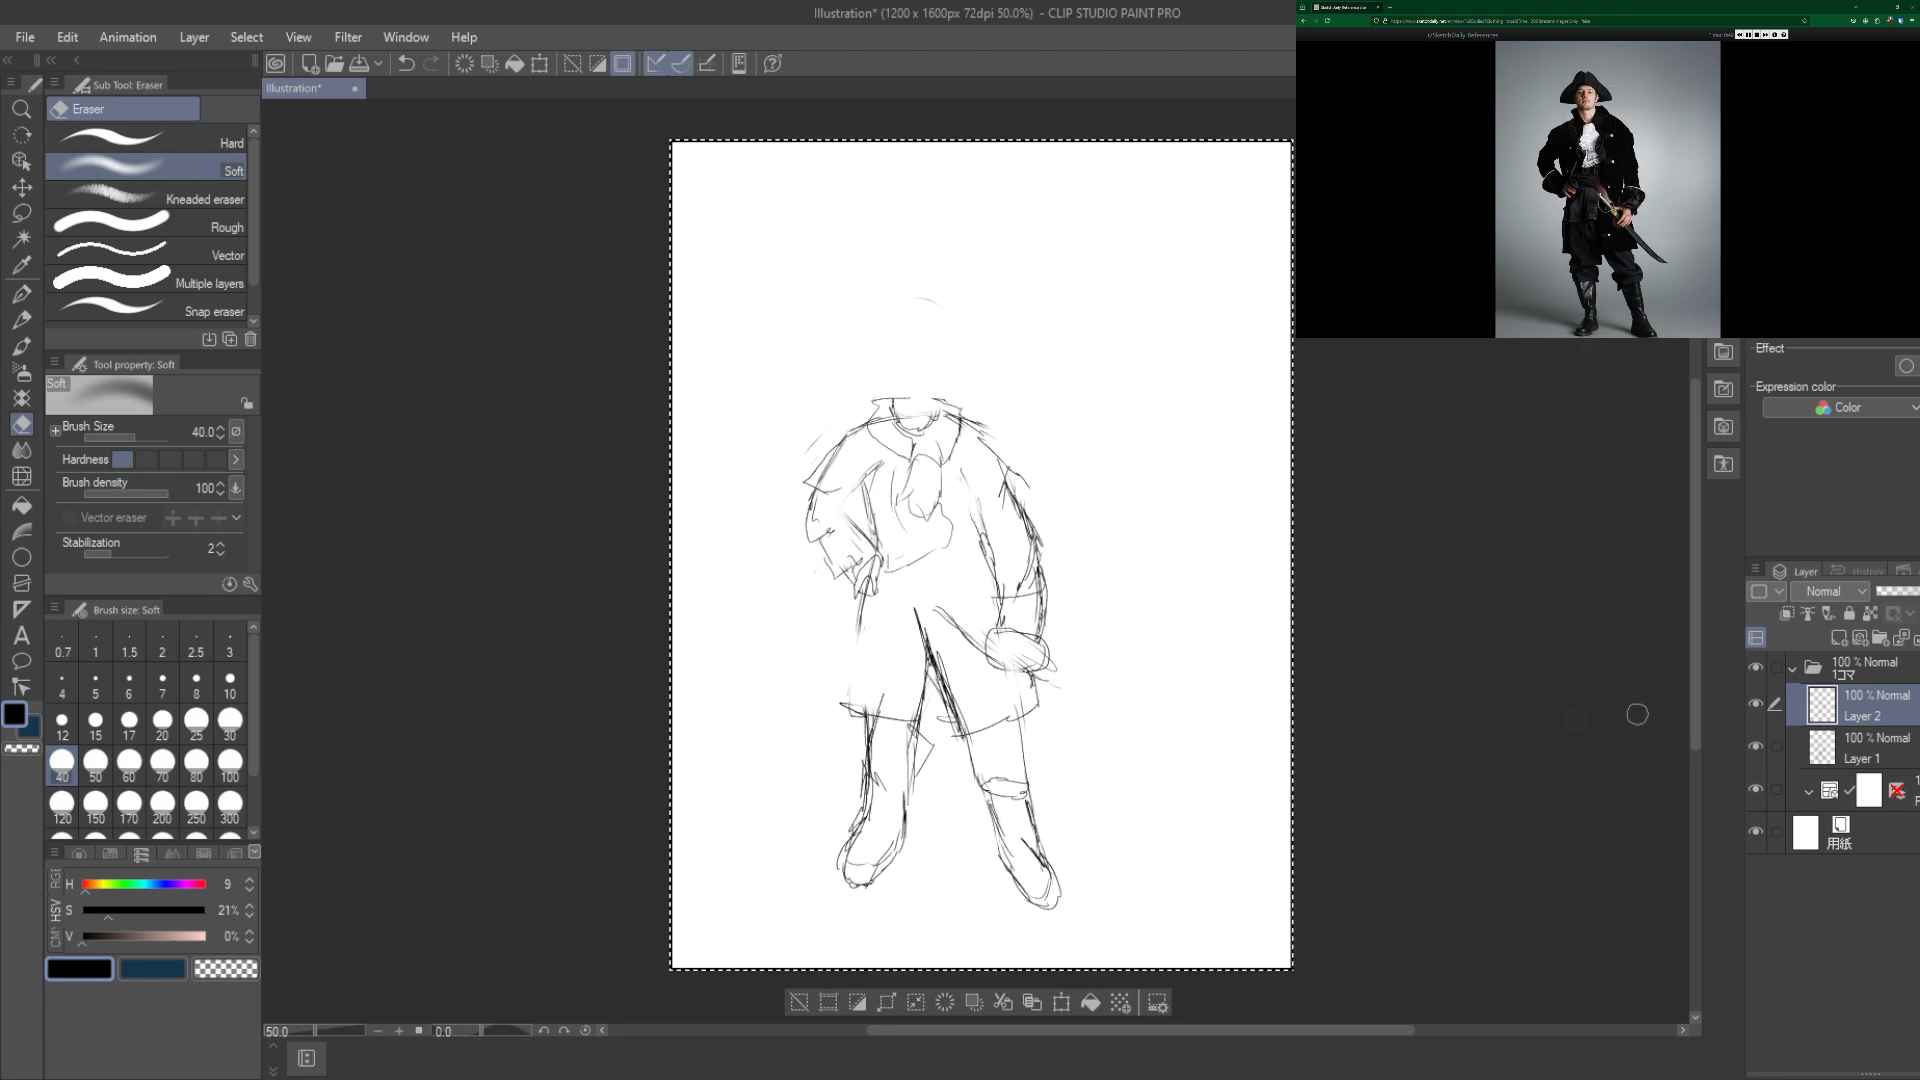 Illustration* (1200 x 1600px 72dpi 50.0%) - CLIP STUDIO PAINT PRO
File Edit Animation Layer Select View Filter Window Help
r/SketchDaily References
Sub Tool: Eraser
Illustration*
Eraser
Hard
Soft
Kneaded eraser
Rough
Vector
Multiple layers
Snap eraser
Tool property: Soft
Soft
Brush Size 40.0
Hardness
Brush density 100
Vector eraser
Stabilization 2
Brush size: Soft
0.7 1 1.5 2 2.5 3
4 5 6 7 8 10
12 15 17 20 25 30
40 50 60 70 80 100
120 150 170 200 250 300
RGB
HSV
H 9
S 21%
V 0%
50.0
0.0
Effect
Expression color
Color
Layer History
Normal
100 % Normal
1コマ
100 % Normal
Layer 2
100 % Normal
Layer 1
用紙